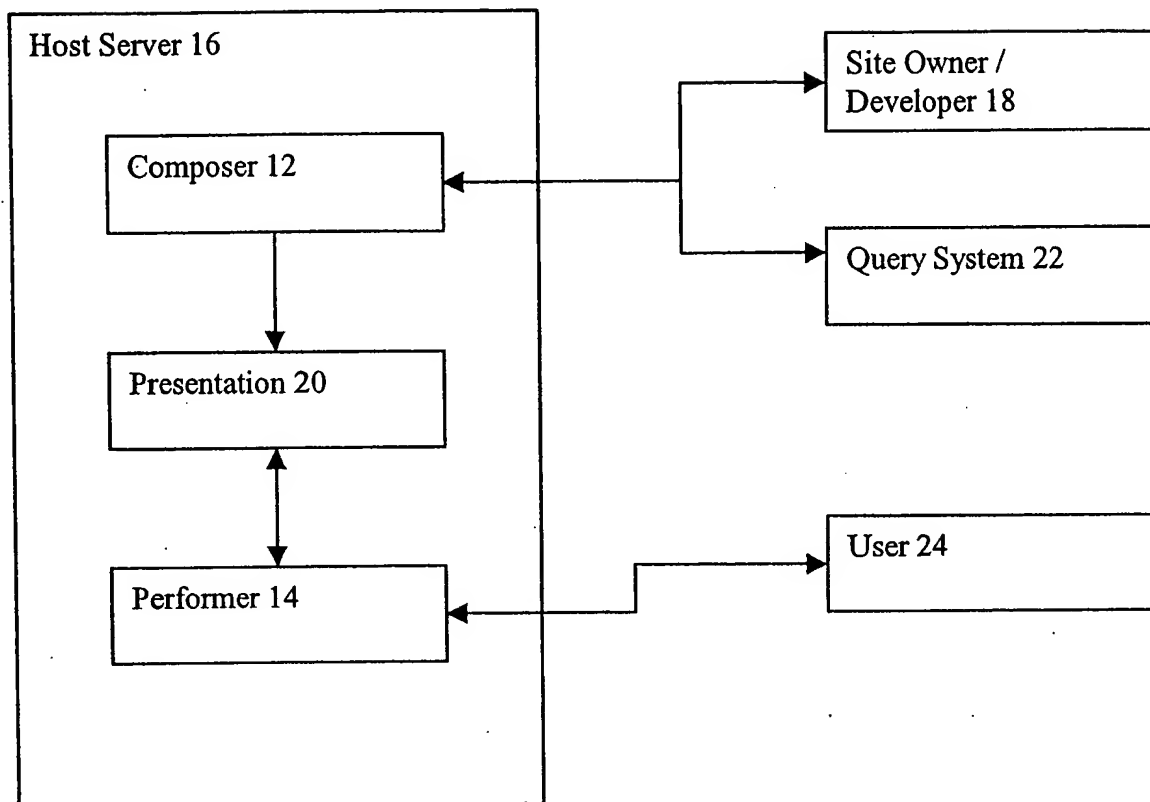 Host Server 16
Composer 12
Presentation 20
Performer 14
Site Owner /
Developer 18
Query System 22
User 24